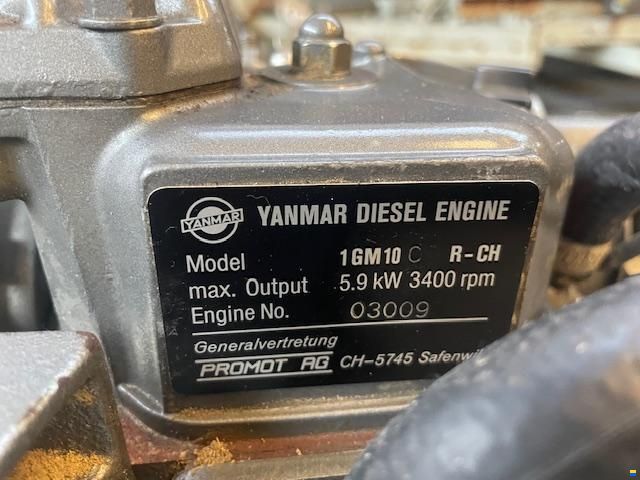 YANMAR
YANMAR DIESEL ENGINE
Model 1GM10 C R-CH
max. Output 5.9 kW 3400 rpm
Engine No. 03009
Generalvertretung
PROMOT AG CH-5745